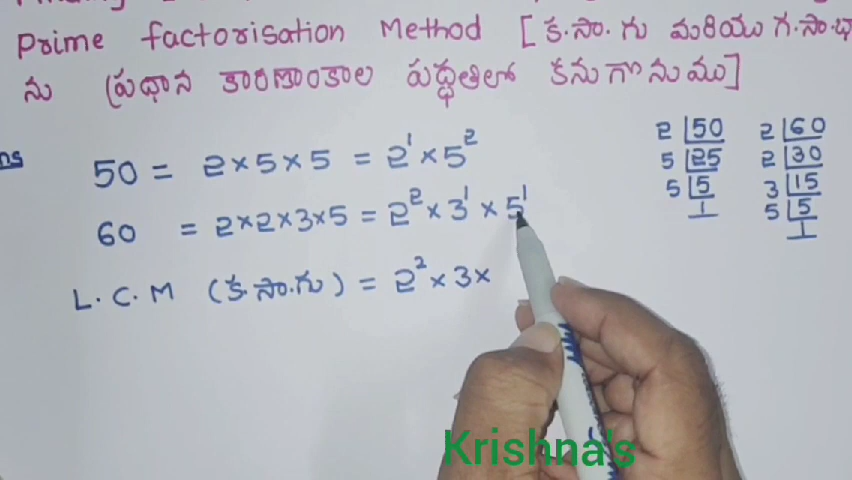 Prime factorisation Method [క.సా.గు మరియు గ.సా.భా
ను ప్రధాన కారణాంకాల పద్ధతిలో కనుగొనుము]
ns
50 = 2×5×5 = 2¹ × 5²
60 = 2×2×3×5 = 2² × 3¹ × 5¹
L.C.M (క.సా.గు) = 2² × 3 ×
2 50
5 25
5 5
1
2 60
2 30
3 15
5 5
1
Krishna's